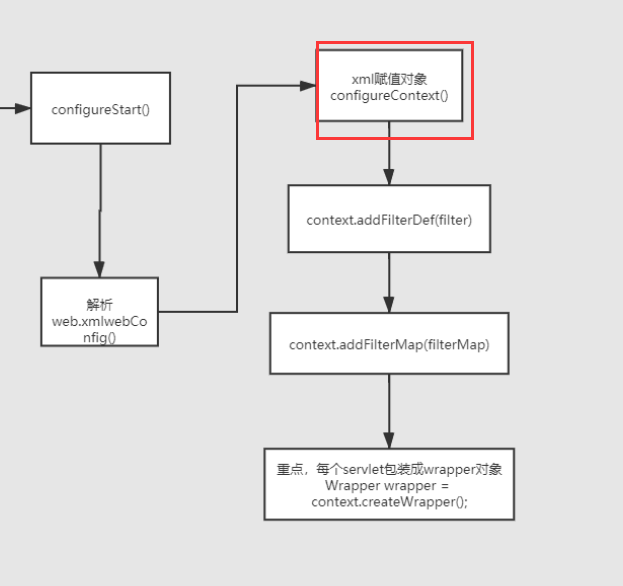 configureStart()
解析
web.xmlwebCo
nfig()
xml赋值对象
configureContext()
context.addFilterDef(filter)
context.addFilterMap(filterMap)
重点，每个servlet包装成wrapper对象
Wrapper wrapper =
context.createWrapper();